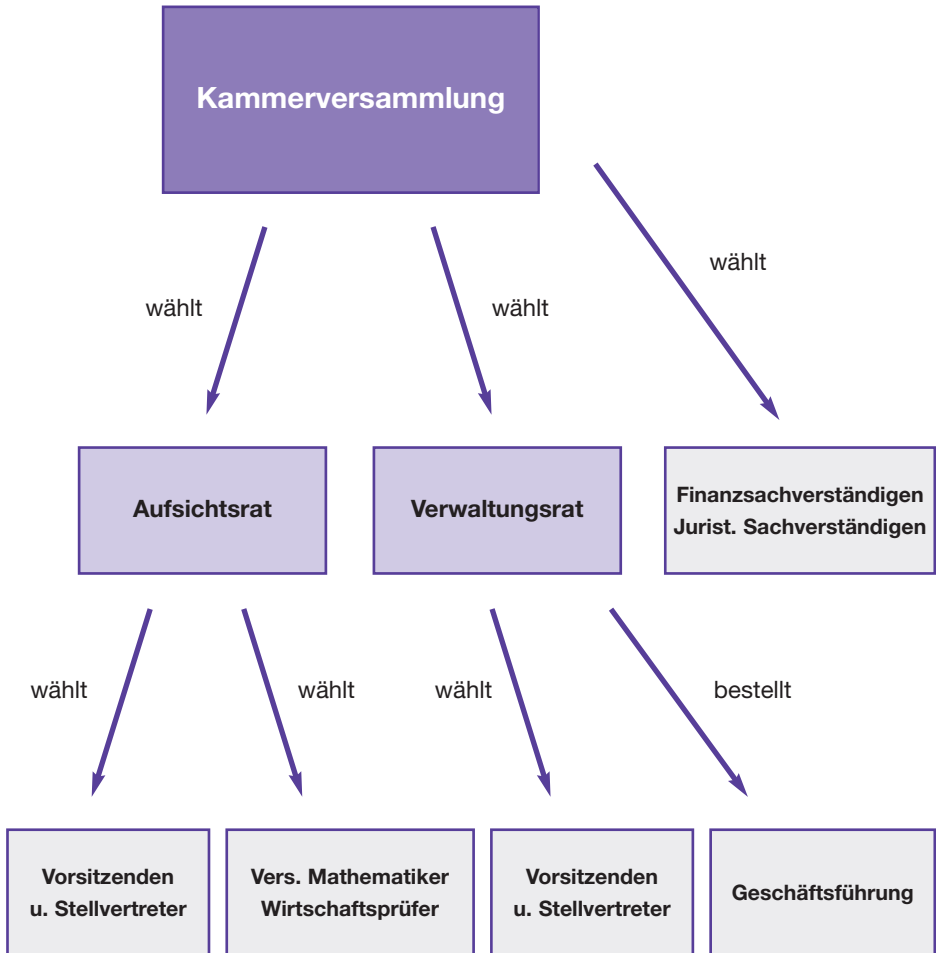 Kammerversammlung
wählt
wählt
wählt
Aufsichtsrat
Verwaltungsrat
Finanzsachverständigen
Jurist. Sachverständigen
wählt
wählt
wählt
bestellt
Vorsitzenden
u. Stellvertreter
Vers. Mathematiker
Wirtschaftsprüfer
Vorsitzenden
u. Stellvertreter
Geschäftsführung